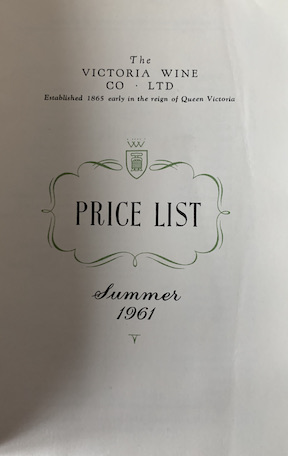 The
VICTORIA WINE
CO · LTD
Established 1865 early in the reign of Queen Victoria
PRICE LIST
Summer
1961